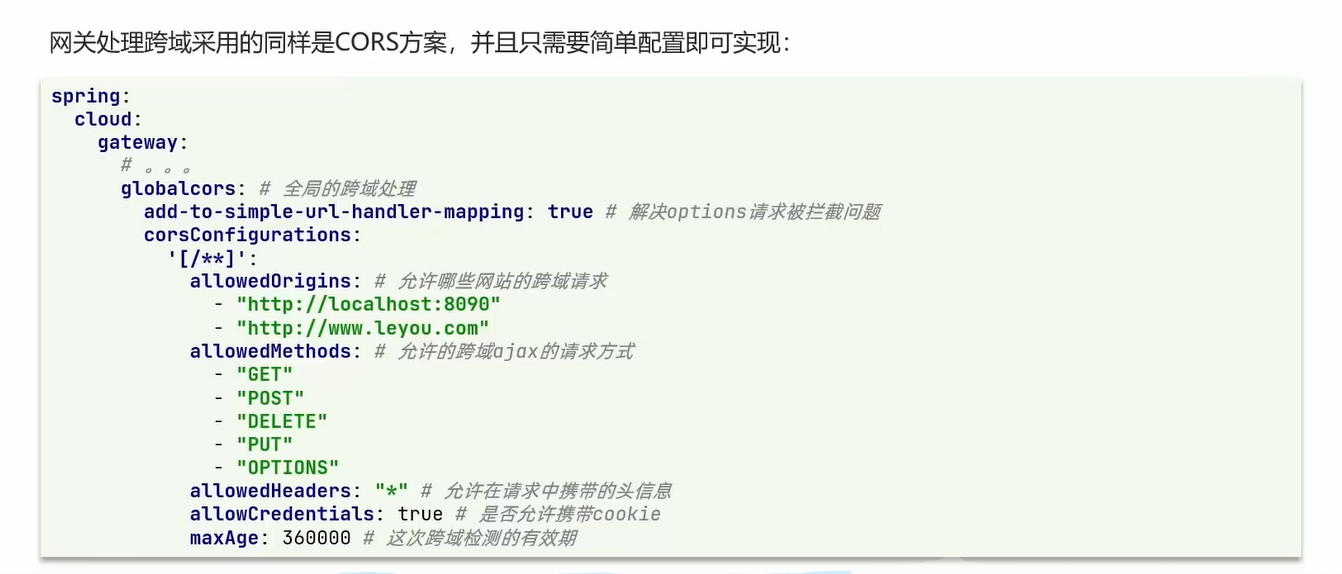 网关处理跨域采用的同样是CORS方案，并且只需要简单配置即可实现：
spring:
  cloud:
    gateway:
      # 。。。
      globalcors: # 全局的跨域处理
        add-to-simple-url-handler-mapping: true # 解决options请求被拦截问题
        corsConfigurations:
          '[/**]':
            allowedOrigins: # 允许哪些网站的跨域请求
              - "http://localhost:8090"
              - "http://www.leyou.com"
            allowedMethods: # 允许的跨域ajax的请求方式
              - "GET"
              - "POST"
              - "DELETE"
              - "PUT"
              - "OPTIONS"
            allowedHeaders: "*" # 允许在请求中携带的头信息
            allowCredentials: true # 是否允许携带cookie
            maxAge: 360000 # 这次跨域检测的有效期